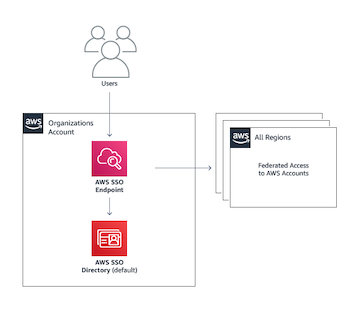 Users
aws
Organizations
Account
AWS SSO
Endpoint
AWS SSO
Directory (default)
aws
All Regions
Federated Access
to AWS Accounts